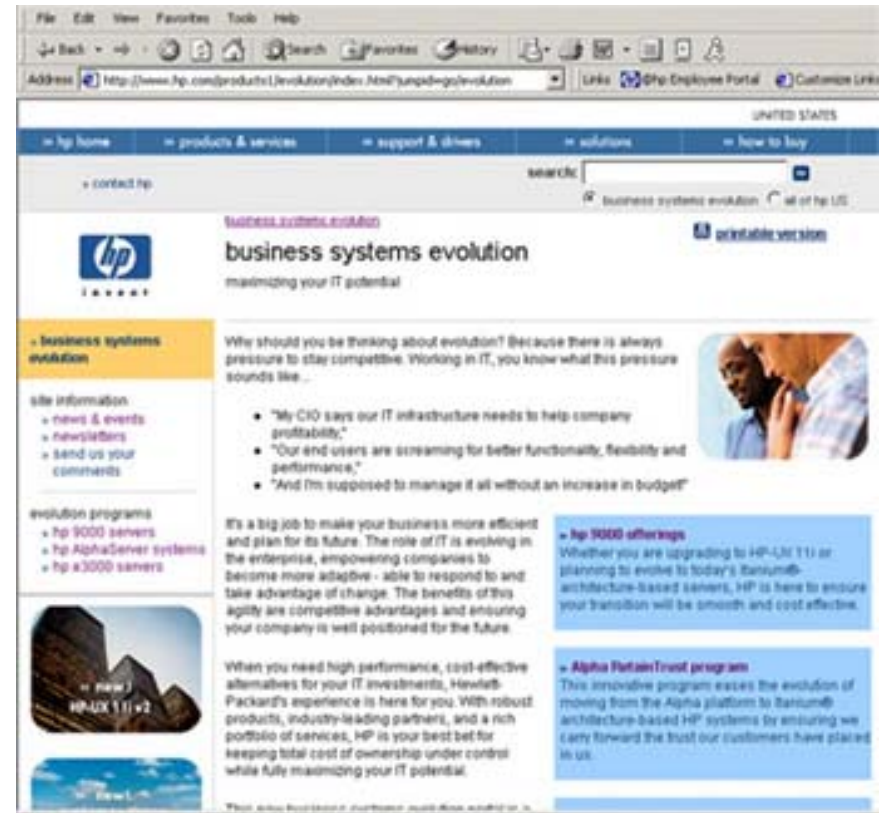 File Edit View Favorites Tools Help
Back Search Favorites History
Address http://www.hp.com/products1/evolution/index.html?jumpid=go/evolution Links @hp Employee Portal Customize Links
UNITED STATES
» hp home » products & services » support & drivers » solutions » how to buy
search:
» contact hp
business systems evolution all of hp US
business systems evolution
printable version
business systems evolution
maximizing your IT potential
hp
invent
» business systems
evolution
site information
» news & events
» newsletters
» send us your
comments
evolution programs
» hp 9000 servers
» hp AlphaServer systems
» hp e3000 servers
» new!
HP-UX 11i v2
» new!
Why should you be thinking about evolution? Because there is always
pressure to stay competitive. Working in IT, you know what this pressure
sounds like...
• "My CIO says our IT infrastructure needs to help company
profitability,"
• "Our end users are screaming for better functionality, flexibility and
performance,"
• "And I'm supposed to manage it all without an increase in budget!"
It's a big job to make your business more efficient
and plan for its future. The role of IT is evolving in
the enterprise, empowering companies to
become more adaptive - able to respond to and
take advantage of change. The benefits of this
agility are competitive advantages and ensuring
your company is well positioned for the future.
When you need high performance, cost-effective
alternatives for your IT investments, Hewlett-
Packard's experience is here for you. With robust
products, industry-leading partners, and a rich
portfolio of services, HP is your best bet for
keeping total cost of ownership under control
while fully maximizing your IT potential.
This new business systems evolution portal is a
» hp 9000 offerings
Whether you are upgrading to HP-UX 11i or
planning to evolve to today's Itanium®-
architecture-based servers, HP is here to ensure
your transition will be smooth and cost effective.
» Alpha RetainTrust program
This innovative program eases the evolution of
moving from the Alpha platform to Itanium®
architecture-based HP systems by ensuring we
carry forward the trust our customers have placed
in us.